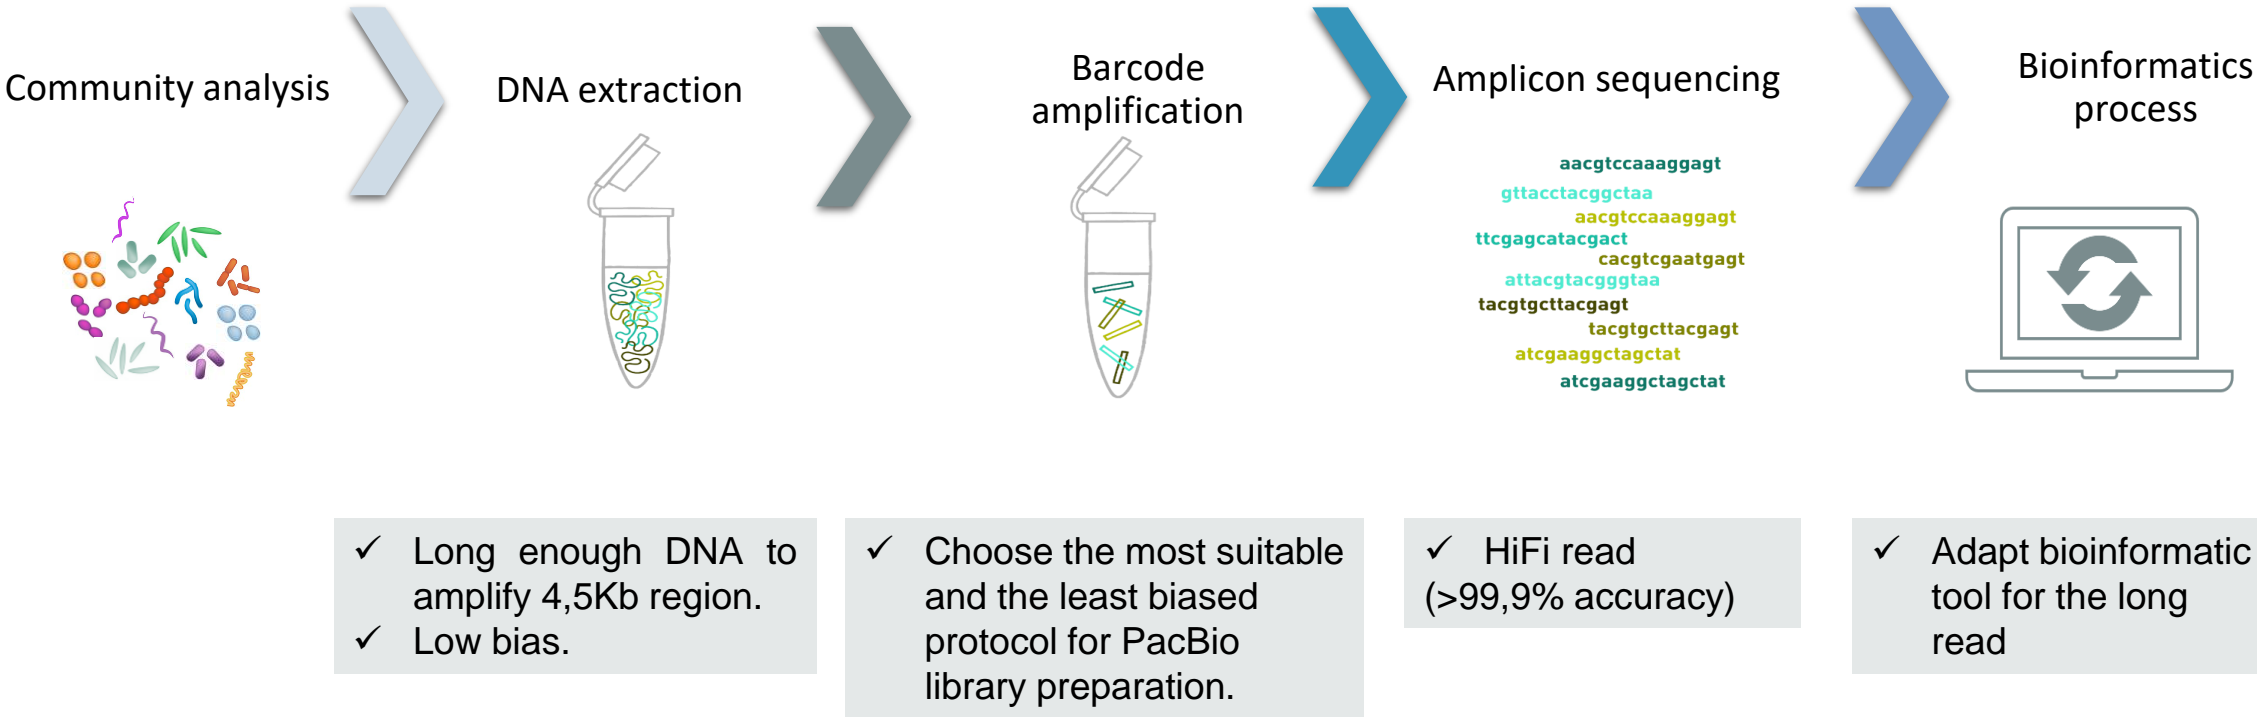 Community analysis
DNA extraction
Barcode
amplification
Amplicon sequencing
Bioinformatics
process
aacgtccaaaggagt
gttacctacggctaa
aacgtccaaaggagt
ttcgagcatacgact
cacgtcgaatgagt
attacgtacgggtaa
tacgtgcttacgagt
tacgtgcttacgagt
atcgaaggctagctat
atcgaaggctagctat
✓ Long enough DNA to
amplify 4,5Kb region.
✓ Low bias.
✓ Choose the most suitable
and the least biased
protocol for PacBio
library preparation.
✓ HiFi read
(>99,9% accuracy)
✓ Adapt bioinformatic
tool for the long
read